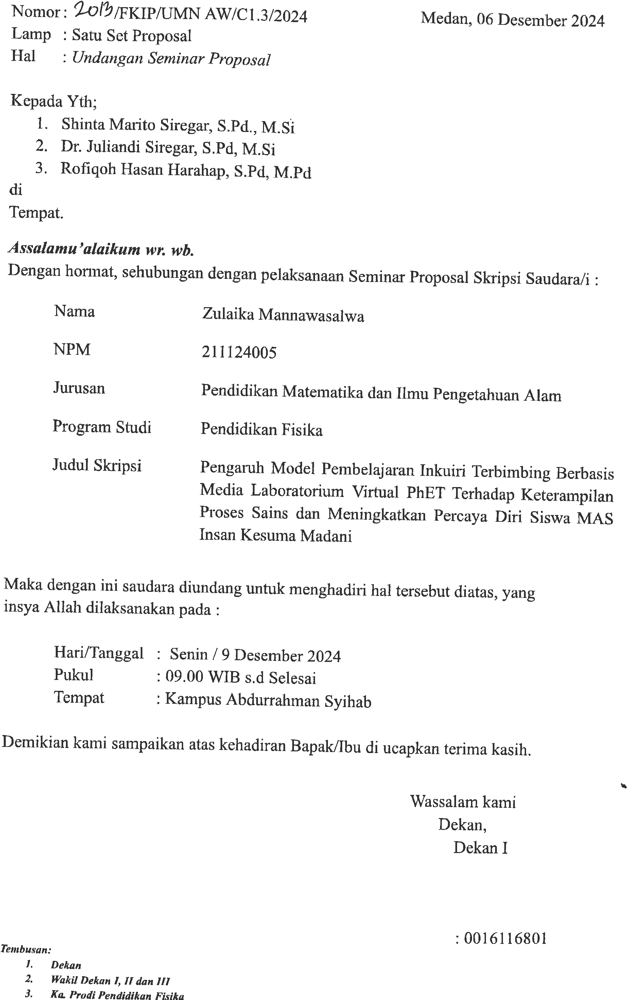 Nomor : 2013/FKIP/UMN AW/C1.3/2024 Medan, 06 Desember 2024
Lamp : Satu Set Proposal
Hal : Undangan Seminar Proposal
Kepada Yth;
1. Shinta Marito Siregar, S.Pd., M.Si
2. Dr. Juliandi Siregar, S.Pd, M.Si
3. Rofiqoh Hasan Harahap, S.Pd, M.Pd
di
Tempat.
Assalamu'alaikum wr. wb.
Dengan hormat, sehubungan dengan pelaksanaan Seminar Proposal Skripsi Saudara/i :
Nama Zulaika Mannawasalwa
NPM 211124005
Jurusan Pendidikan Matematika dan Ilmu Pengetahuan Alam
Program Studi Pendidikan Fisika
Judul Skripsi Pengaruh Model Pembelajaran Inkuiri Terbimbing Berbasis
Media Laboratorium Virtual PhET Terhadap Keterampilan
Proses Sains dan Meningkatkan Percaya Diri Siswa MAS
Insan Kesuma Madani
Maka dengan ini saudara diundang untuk menghadiri hal tersebut diatas, yang
insya Allah dilaksanakan pada :
Hari/Tanggal : Senin / 9 Desember 2024
Pukul : 09.00 WIB s.d Selesai
Tempat : Kampus Abdurrahman Syihab
Demikian kami sampaikan atas kehadiran Bapak/Ibu di ucapkan terima kasih.
Wassalam kami
Dekan,
Dekan I
: 0016116801
Tembusan:
1. Dekan
2. Wakil Dekan I, II dan III
3. Ka. Prodi Pendidikan Fisika